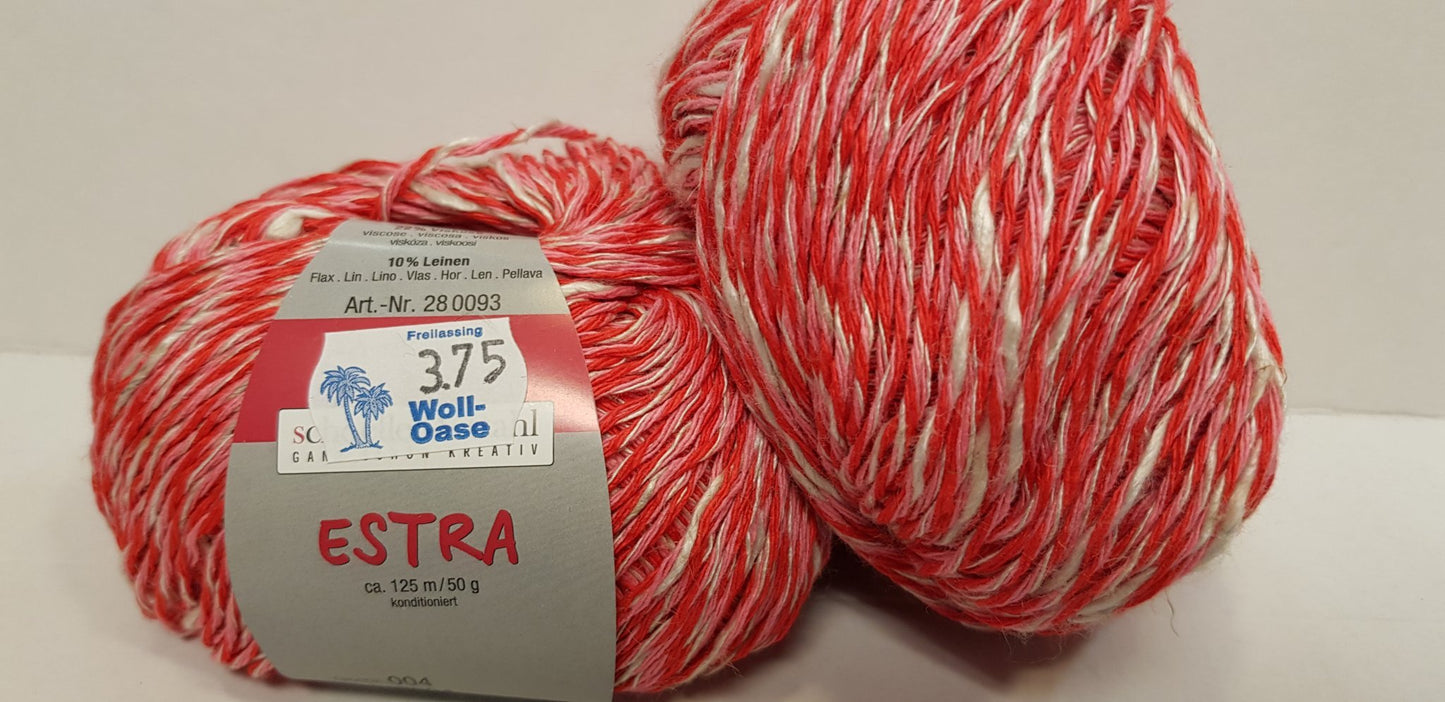 viscose . viscosa . viskos
viskóza . viskoosi
10% Leinen
Flax . Lin . Lino . Vlas . Hor . Len . Pellava
Art.-Nr. 28 0093
Freilassing
3.75
Woll-
Oase
KREATIV
ESTRA
ca. 125 m/50 g
konditioniert
004